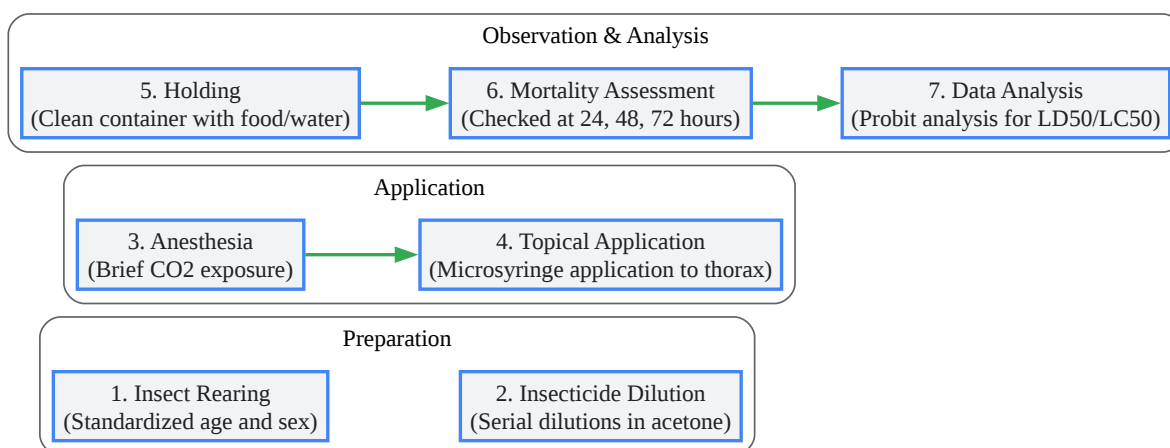 Observation & Analysis
5. Holding
(Clean container with food/water)
6. Mortality Assessment
(Checked at 24, 48, 72 hours)
7. Data Analysis
(Probit analysis for LD50/LC50)
Application
3. Anesthesia
(Brief CO2 exposure)
4. Topical Application
(Microsyringe application to thorax)
Preparation
1. Insect Rearing
(Standardized age and sex)
2. Insecticide Dilution
(Serial dilutions in acetone)